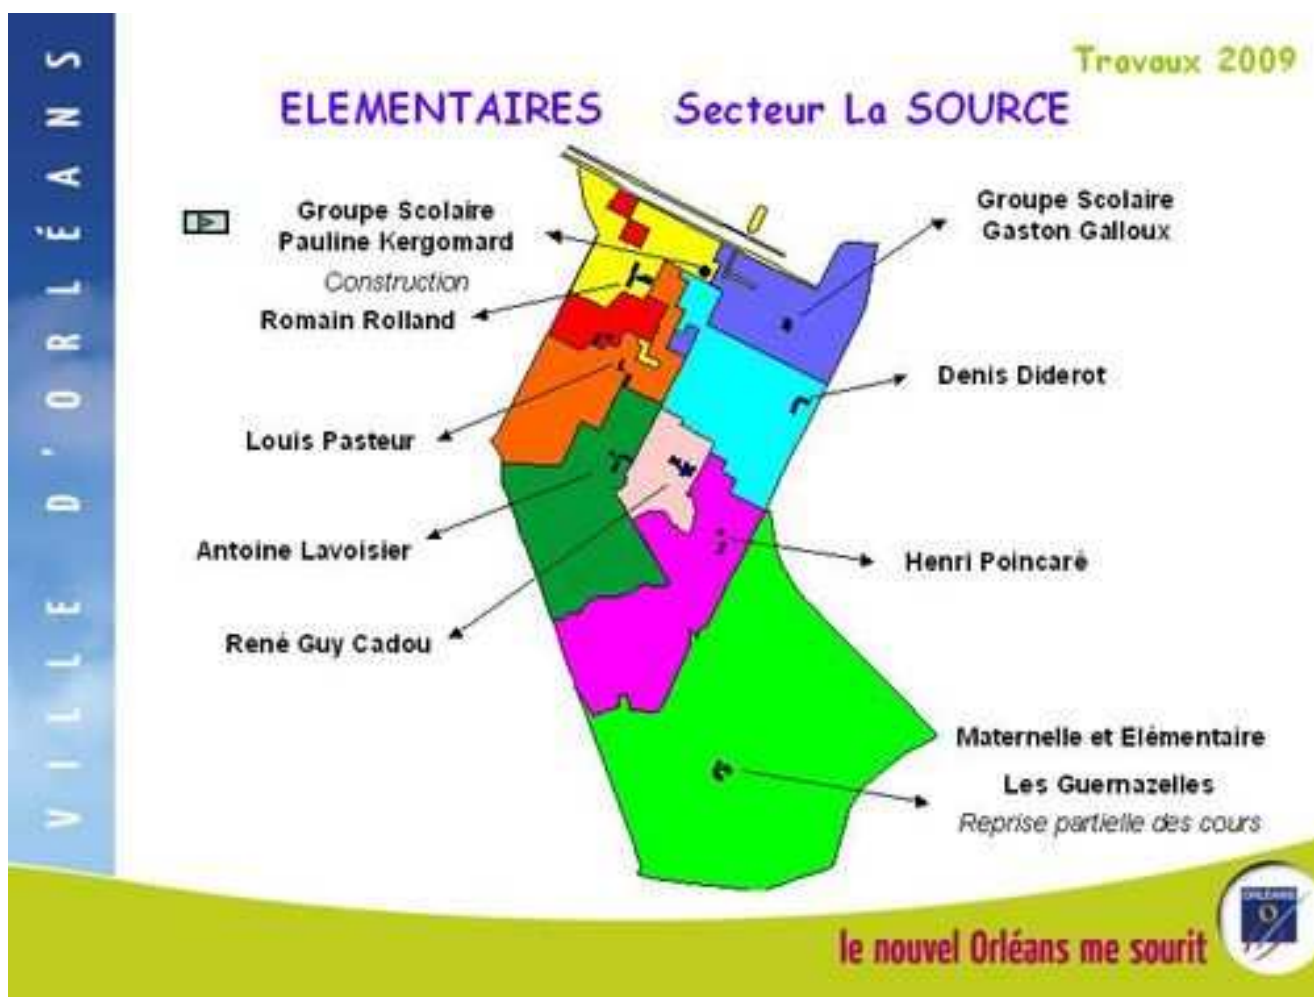 VILLE D'ORLÉANS
Travaux 2009
ELEMENTAIRES Secteur La SOURCE
Groupe Scolaire
Pauline Kergomard
Construction
Romain Rolland
Louis Pasteur
Antoine Lavoisier
René Guy Cadou
Groupe Scolaire
Gaston Galloux
Denis Diderot
Henri Poincaré
Maternelle et Elémentaire
Les Guernazelles
Reprise partielle des cours
le nouvel Orléans me sourit
ORLÉANS